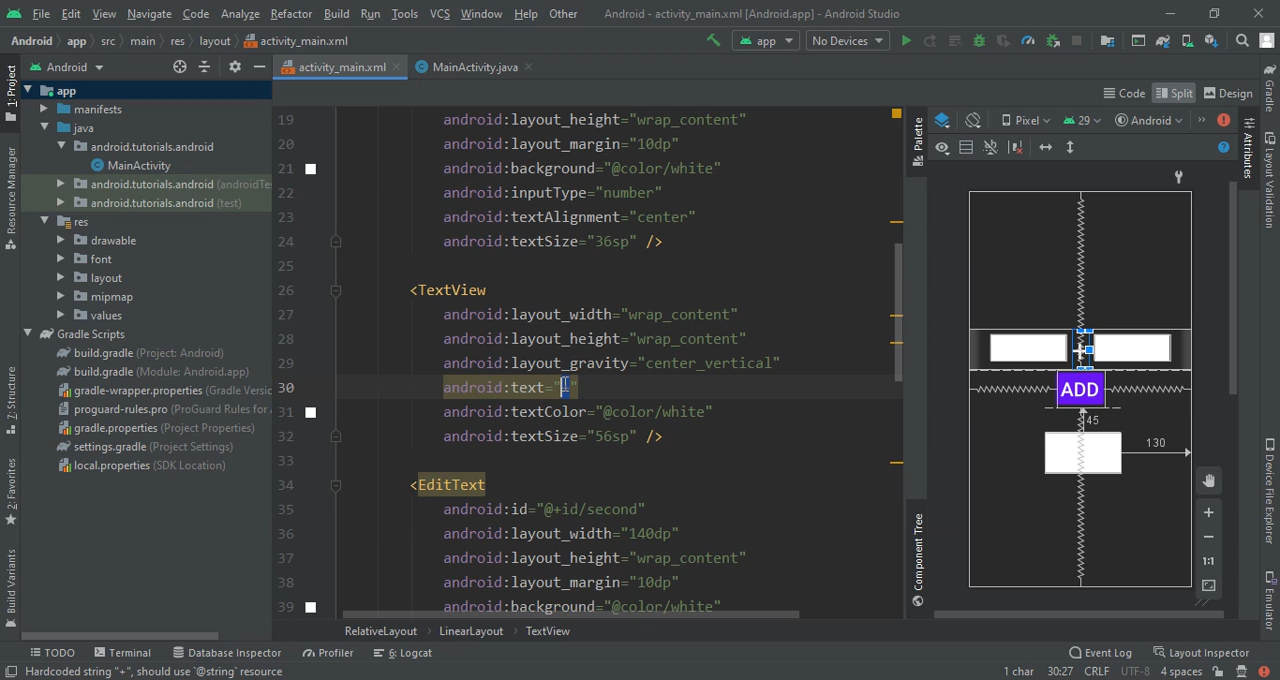 File Edit View Navigate Code Analyze Refactor Build Run Tools VCS Window Help Other Android - activity_main.xml [Android.app] - Android Studio
Android app src main res layout activity_main.xml app No Devices
Android activity_main.xml MainActivity.java
Code Split Design
1: Project
Resource Manager
7: Structure
2: Favorites
Build Variants
app
manifests
java
android.tutorials.android
MainActivity
android.tutorials.android (androidTes
android.tutorials.android (test)
res
drawable
font
layout
mipmap
values
Gradle Scripts
build.gradle (Project: Android)
build.gradle (Module: Android.app)
gradle-wrapper.properties (Gradle Version
proguard-rules.pro (ProGuard Rules for A
gradle.properties (Project Properties)
settings.gradle (Project Settings)
local.properties (SDK Location)
19 android:layout_height="wrap_content"
20 android:layout_margin="10dp"
21 android:background="@color/white"
22 android:inputType="number"
23 android:textAlignment="center"
24 android:textSize="36sp" />
25
26 <TextView
27 android:layout_width="wrap_content"
28 android:layout_height="wrap_content"
29 android:layout_gravity="center_vertical"
30 android:text="+"
31 android:textColor="@color/white"
32 android:textSize="56sp" />
33
34 <EditText
35 android:id="@+id/second"
36 android:layout_width="140dp"
37 android:layout_height="wrap_content"
38 android:layout_margin="10dp"
39 android:background="@color/white"
RelativeLayout LinearLayout TextView
Palette
Component Tree
Pixel 29 Android
+
ADD
45
130
1:1
Attributes
Gradle
Layout Validation
Device File Explorer
Emulator
TODO Terminal Database Inspector Profiler 6: Logcat Event Log Layout Inspector
Hardcoded string "+", should use `@string` resource 1 char 30:27 CRLF UTF-8 4 spaces